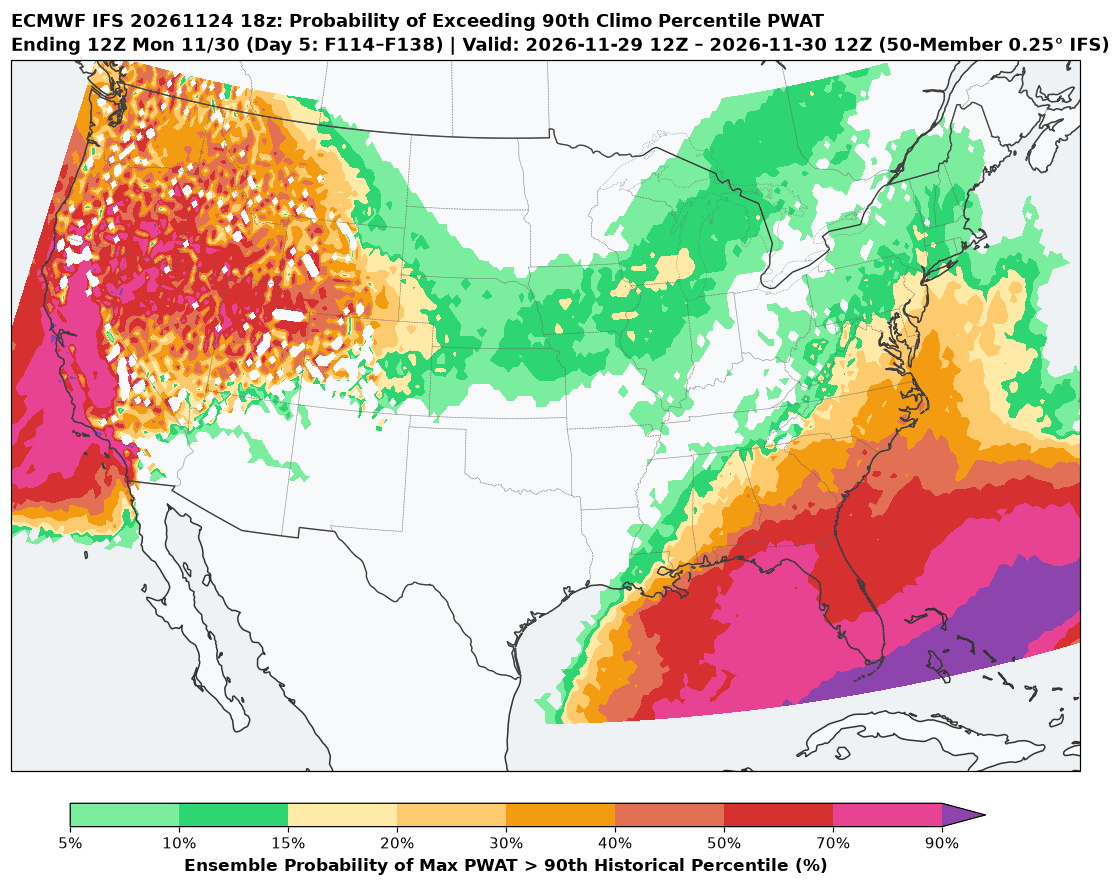 ECMWF IFS 20261124 18z: Probability of Exceeding 90th Climo Percentile PWAT
Ending 12Z Mon 11/30 (Day 5: F114–F138) | Valid: 2026-11-29 12Z – 2026-11-30 12Z (50-Member 0.25° IFS)
5% 10% 15% 20% 30% 40% 50% 70% 90%
Ensemble Probability of Max PWAT > 90th Historical Percentile (%)